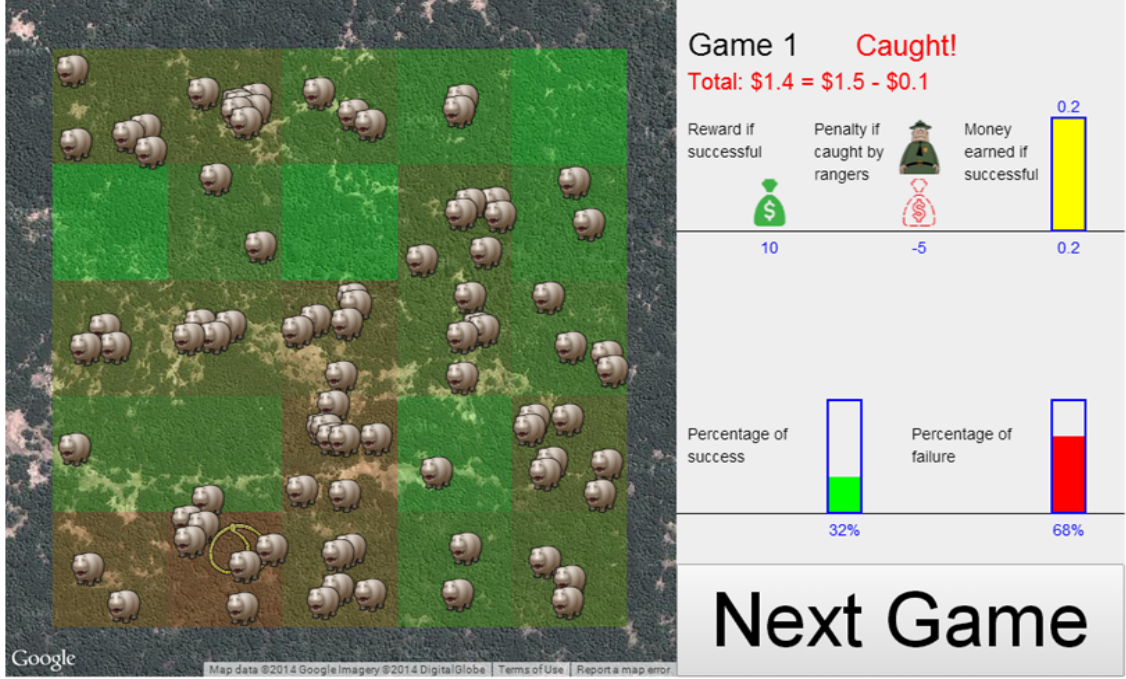 Game 1 Caught!
Total: $1.4 = $1.5 - $0.1
Reward if
successful
Penalty if
caught by
rangers
Money
earned if
successful
0.2
$
$
10
-5
0.2
Percentage of
success
Percentage of
failure
32%
68%
Next Game
Google
Map data ©2014 Google Imagery ©2014 DigitalGlobe
Terms of Use
Report a map error